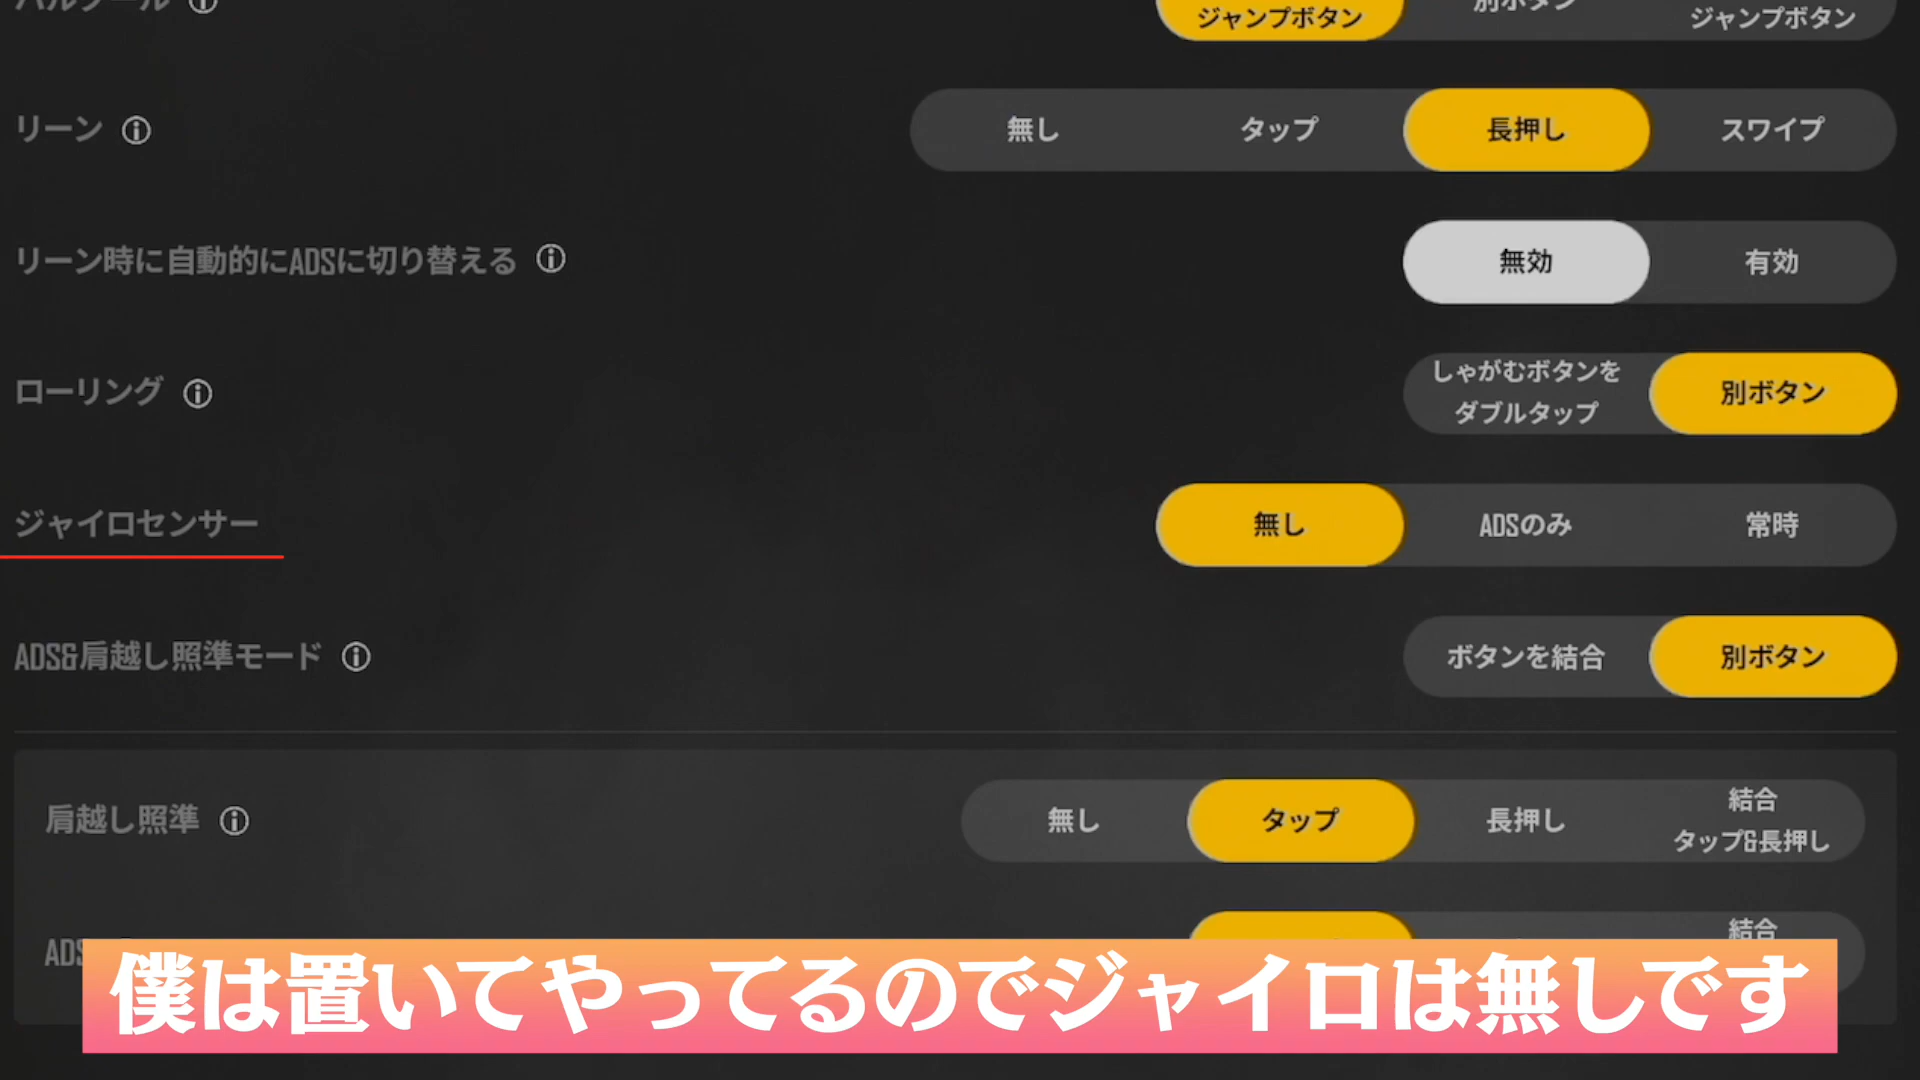 ジャンプボタン
別ボタン
ジャンプボタン
リーン
無し
タップ
長押し
スワイプ
リーン時に自動的にADSに切り替える
無効
有効
ローリング
しゃがむボタンを
ダブルタップ
別ボタン
ジャイロセンサー
無し
ADSのみ
常時
ADS&肩越し照準モード
ボタンを結合
別ボタン
肩越し照準
無し
タップ
長押し
結合
タップ&長押し
ADS
結合
僕は置いてやってるのでジャイロは無しです